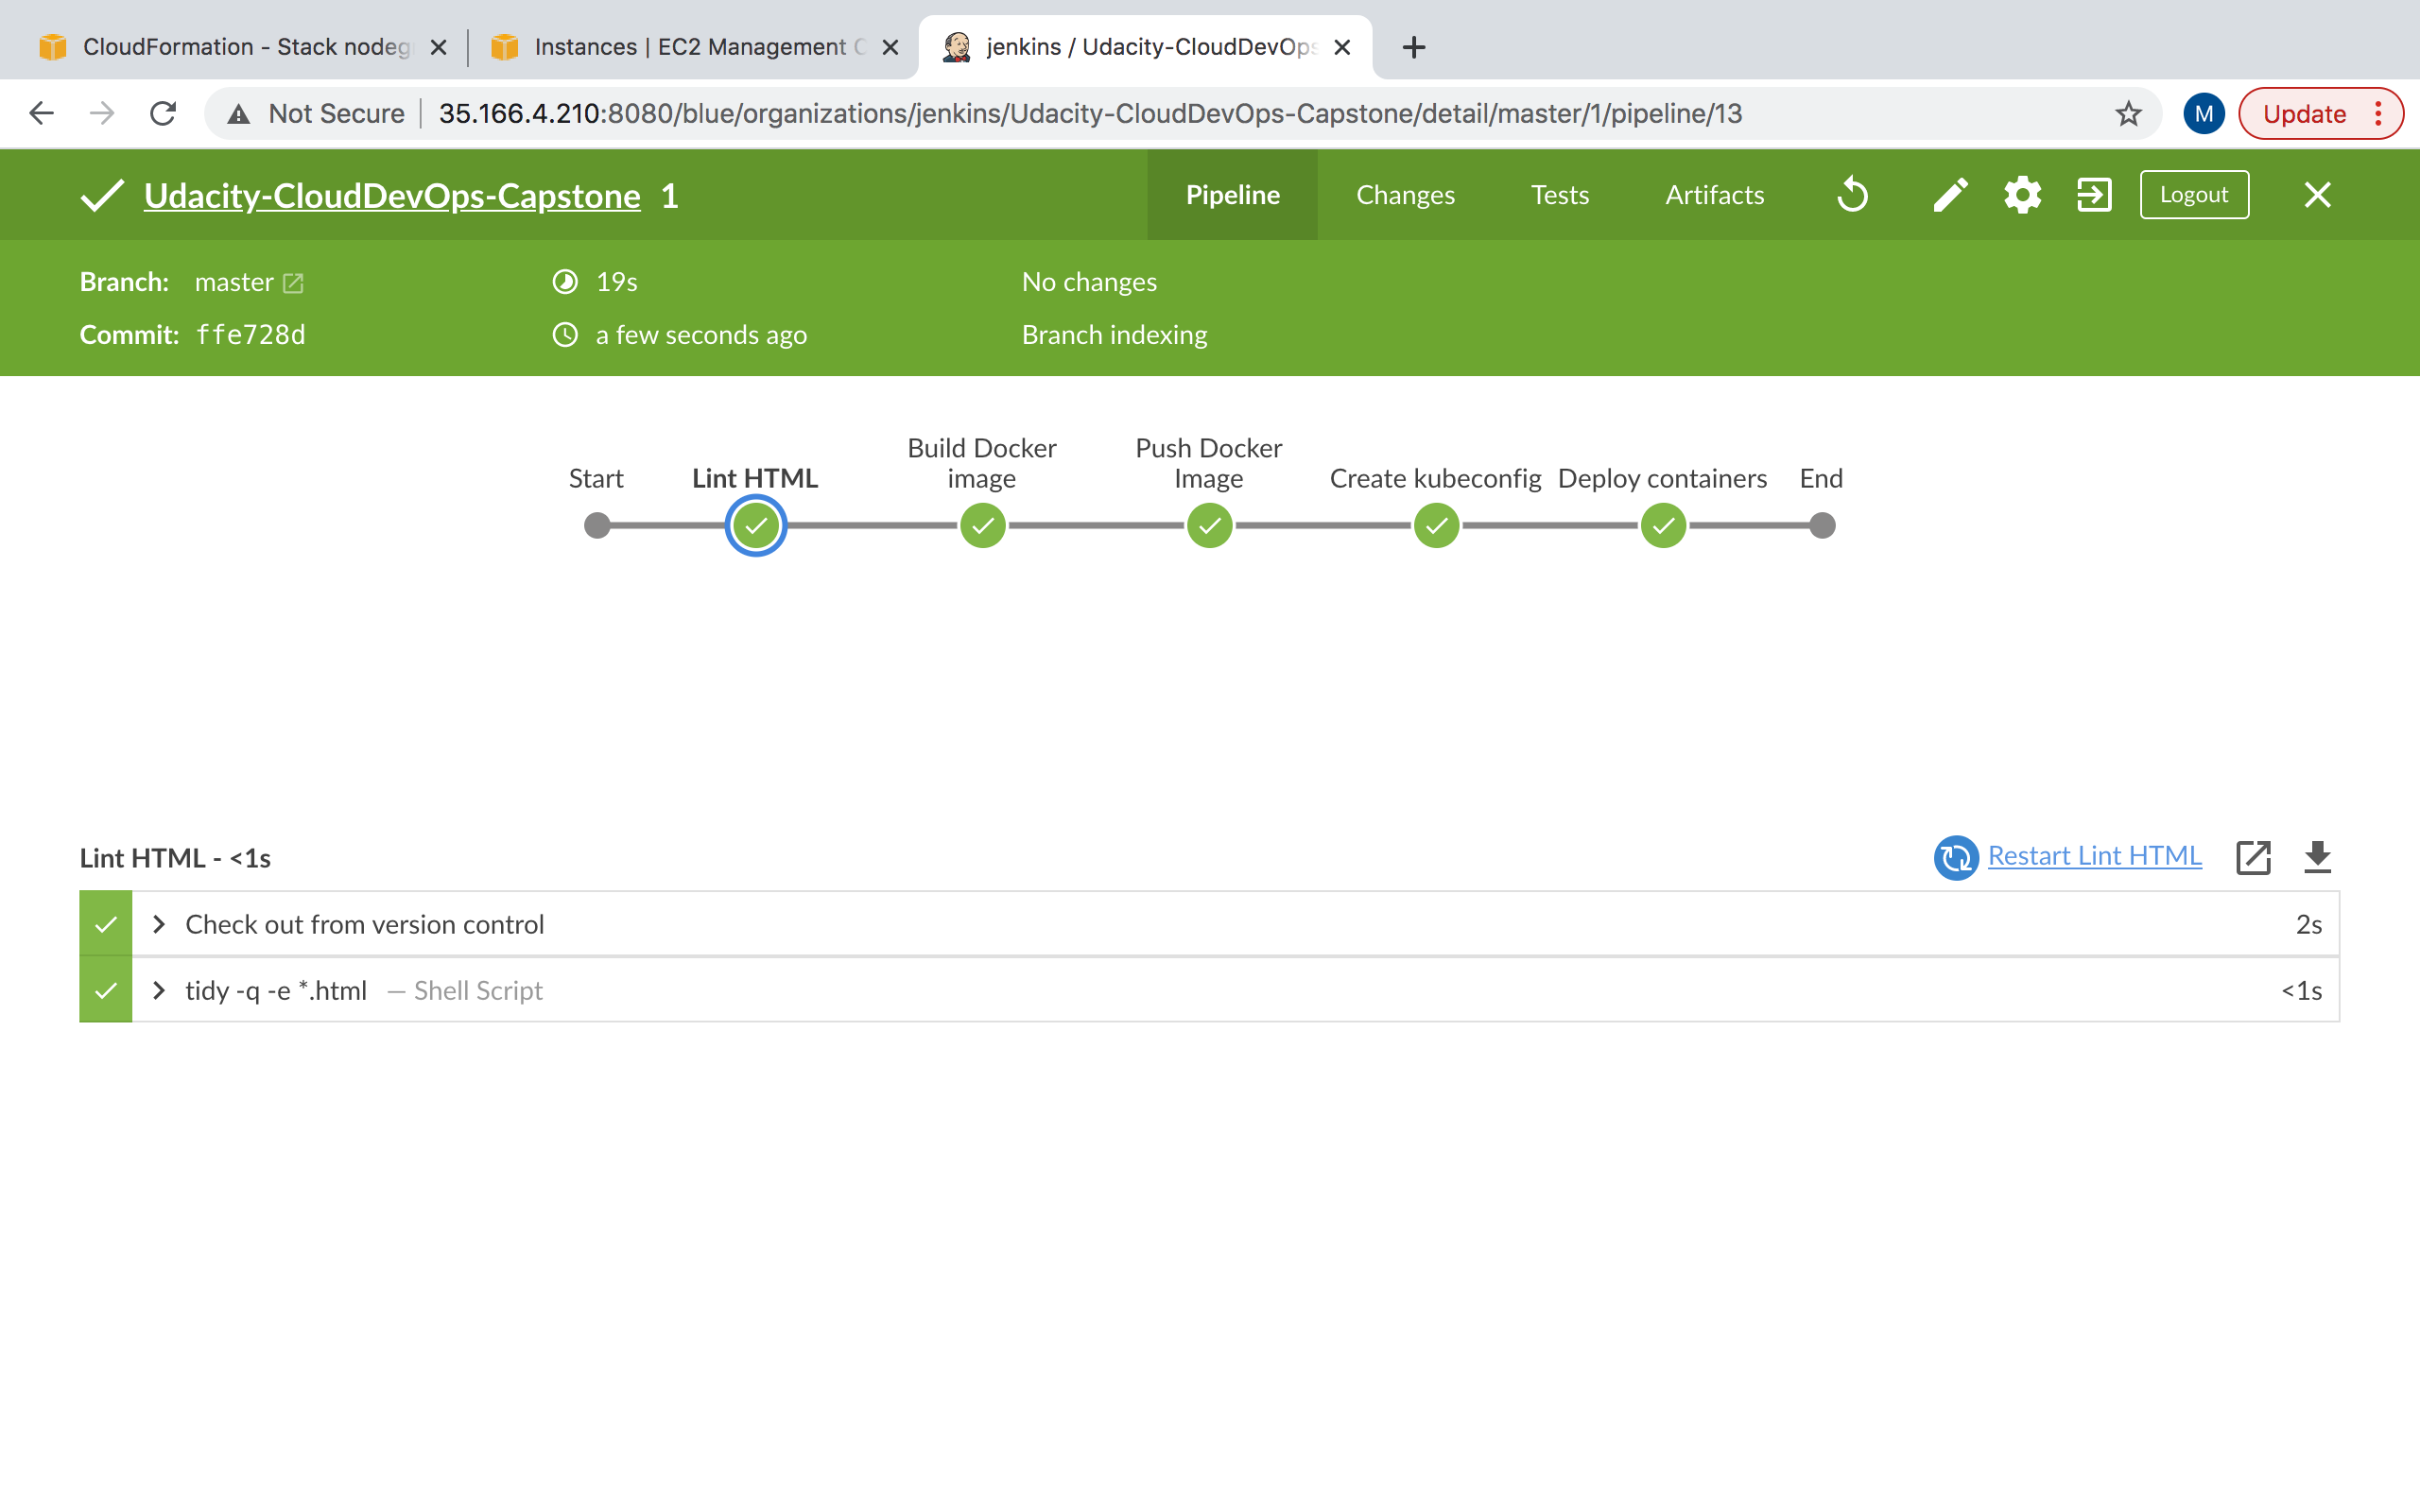 CloudFormation - Stack nodeg
Instances | EC2 Management C
jenkins / Udacity-CloudDevOps
Not Secure
35.166.4.210:8080/blue/organizations/jenkins/Udacity-CloudDevOps-Capstone/detail/master/1/pipeline/13
M
Update
Udacity-CloudDevOps-Capstone 1
Pipeline
Changes
Tests
Artifacts
Logout
Branch: master
19s
No changes
Commit: ffe728d
a few seconds ago
Branch indexing
Start
Lint HTML
Build Docker
image
Push Docker
Image
Create kubeconfig
Deploy containers
End
Lint HTML - <1s
Restart Lint HTML
Check out from version control
2s
tidy -q -e *.html — Shell Script
<1s